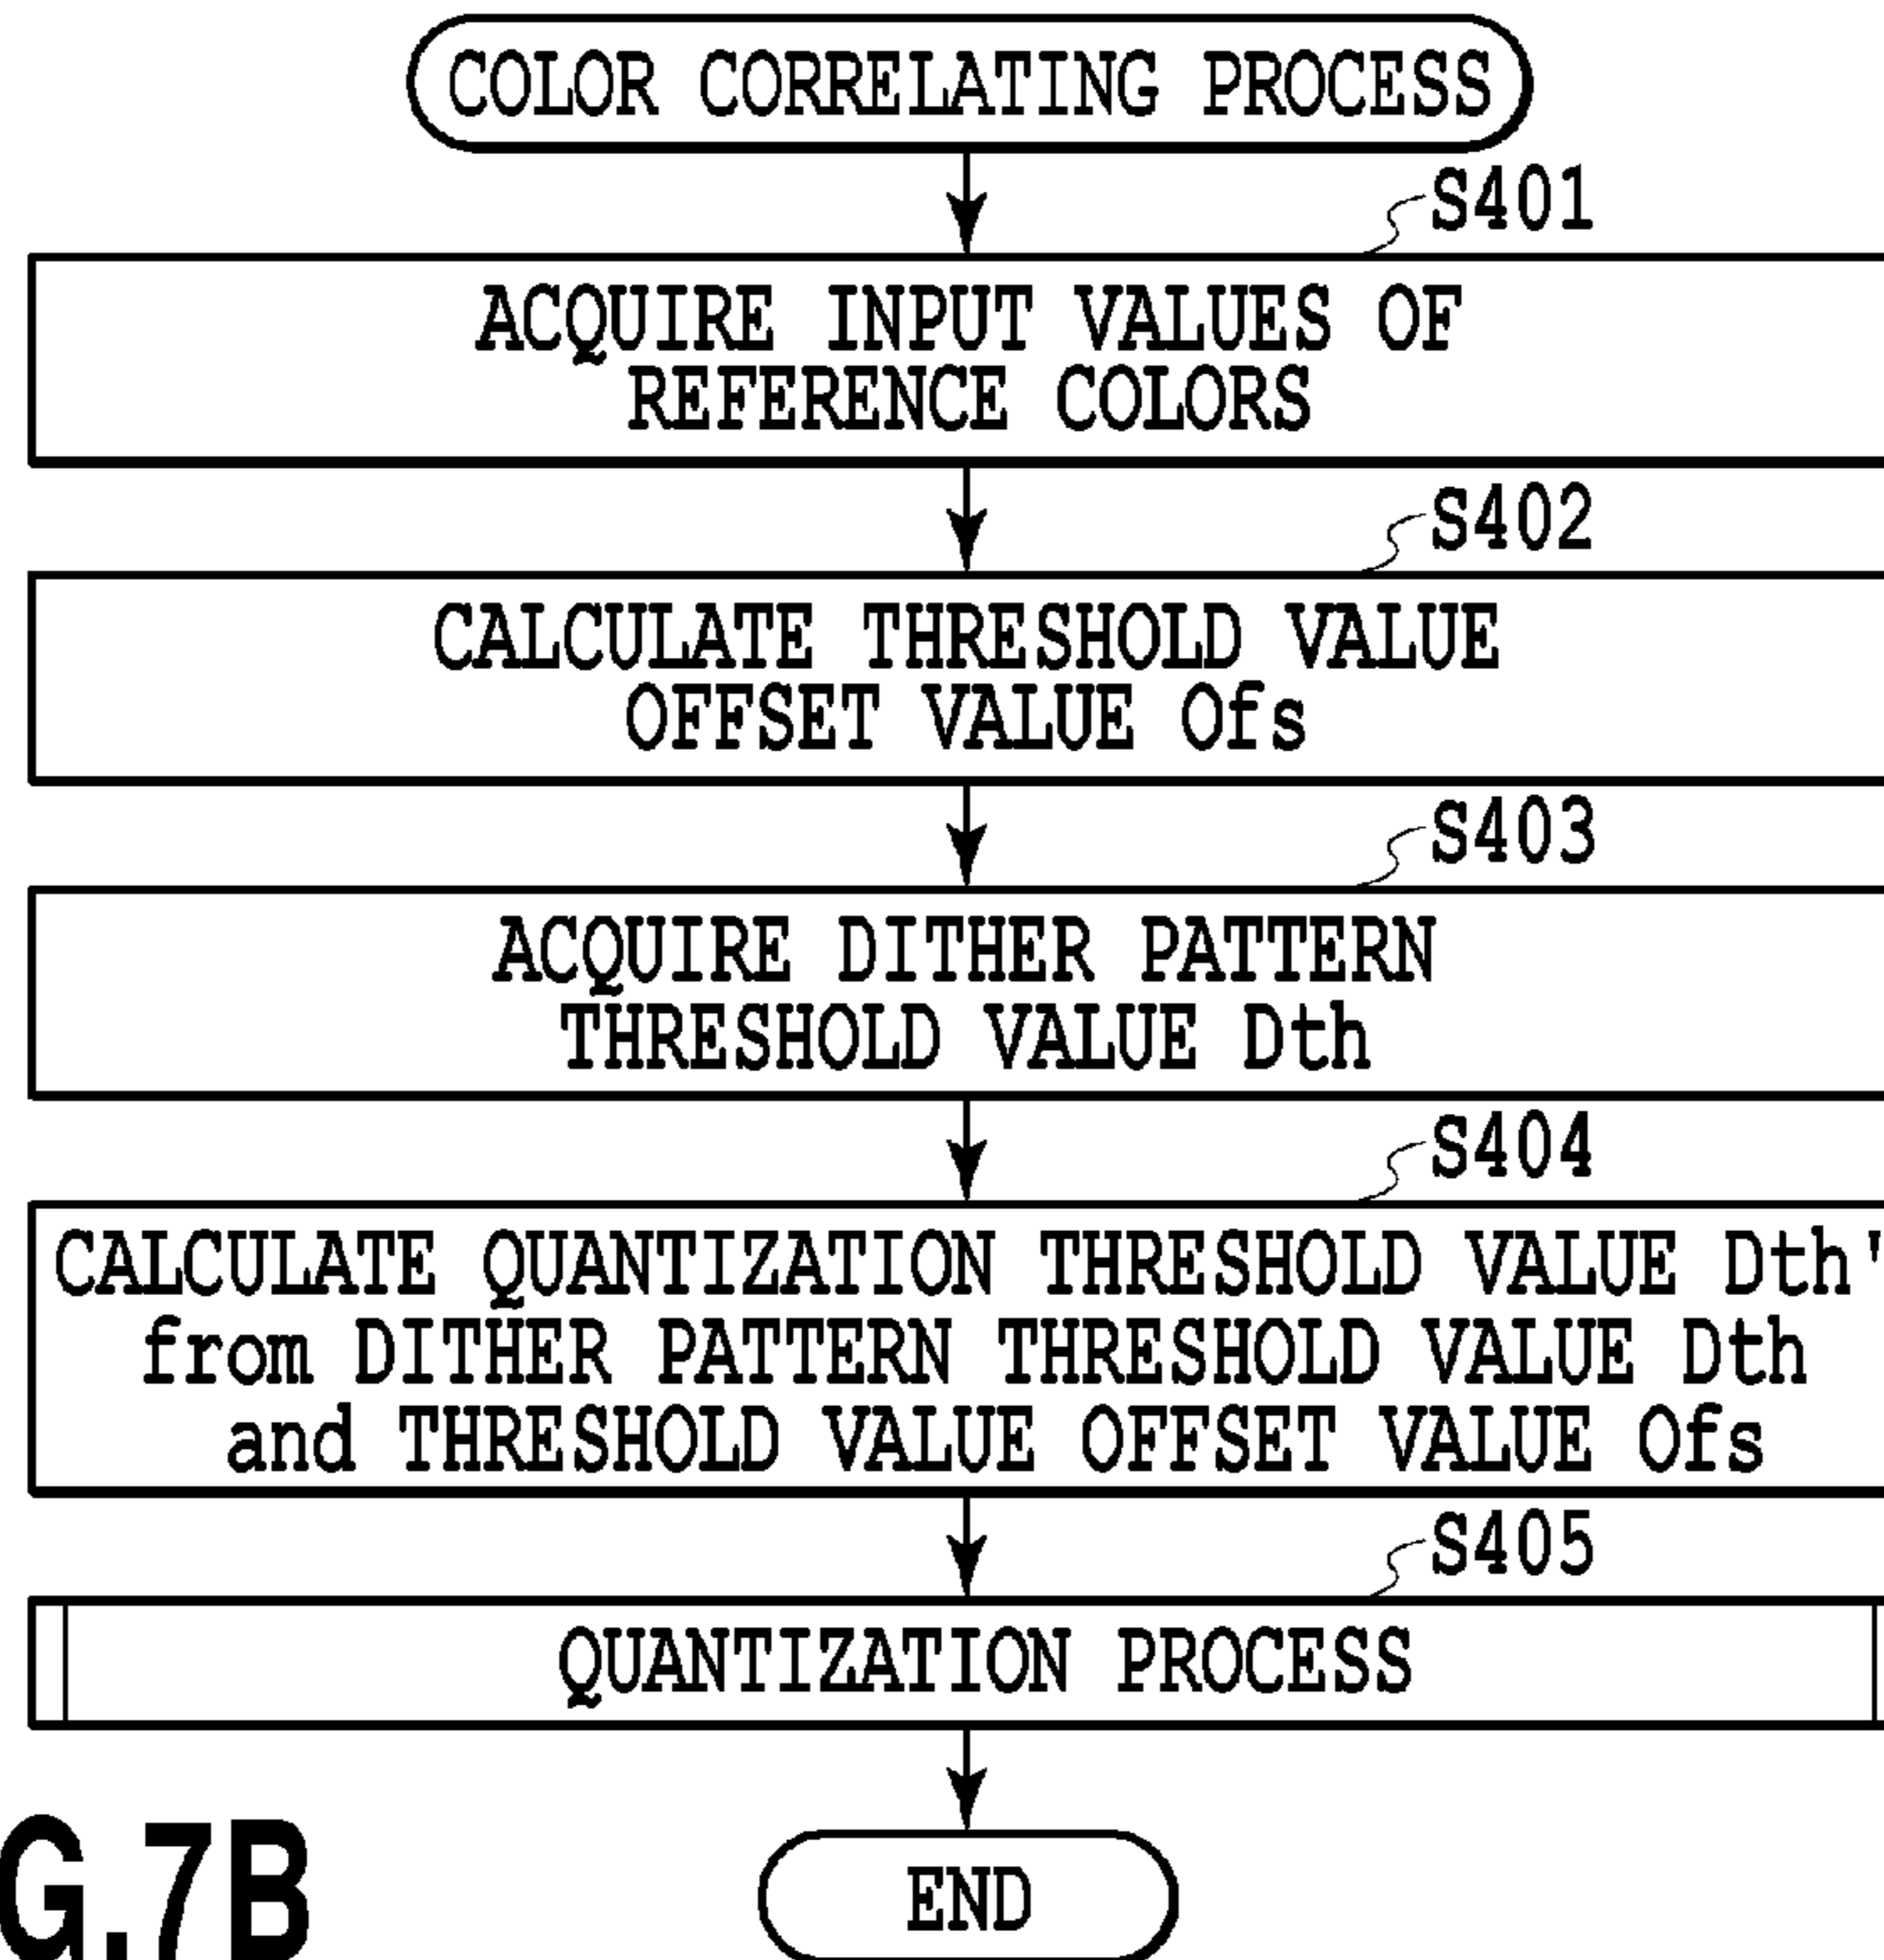 COLOR CORRELATING PROCESS
S401
ACQUIRE INPUT VALUES OF
REFERENCE COLORS
S402
CALCULATE THRESHOLD VALUE
OFFSET VALUE Ofs
S403
ACQUIRE DITHER PATTERN
THRESHOLD VALUE Dth
S404
CALCULATE QUANTIZATION THRESHOLD VALUE Dth'
from DITHER PATTERN THRESHOLD VALUE Dth
and THRESHOLD VALUE OFFSET VALUE Ofs
S405
QUANTIZATION PROCESS
END
G.7B